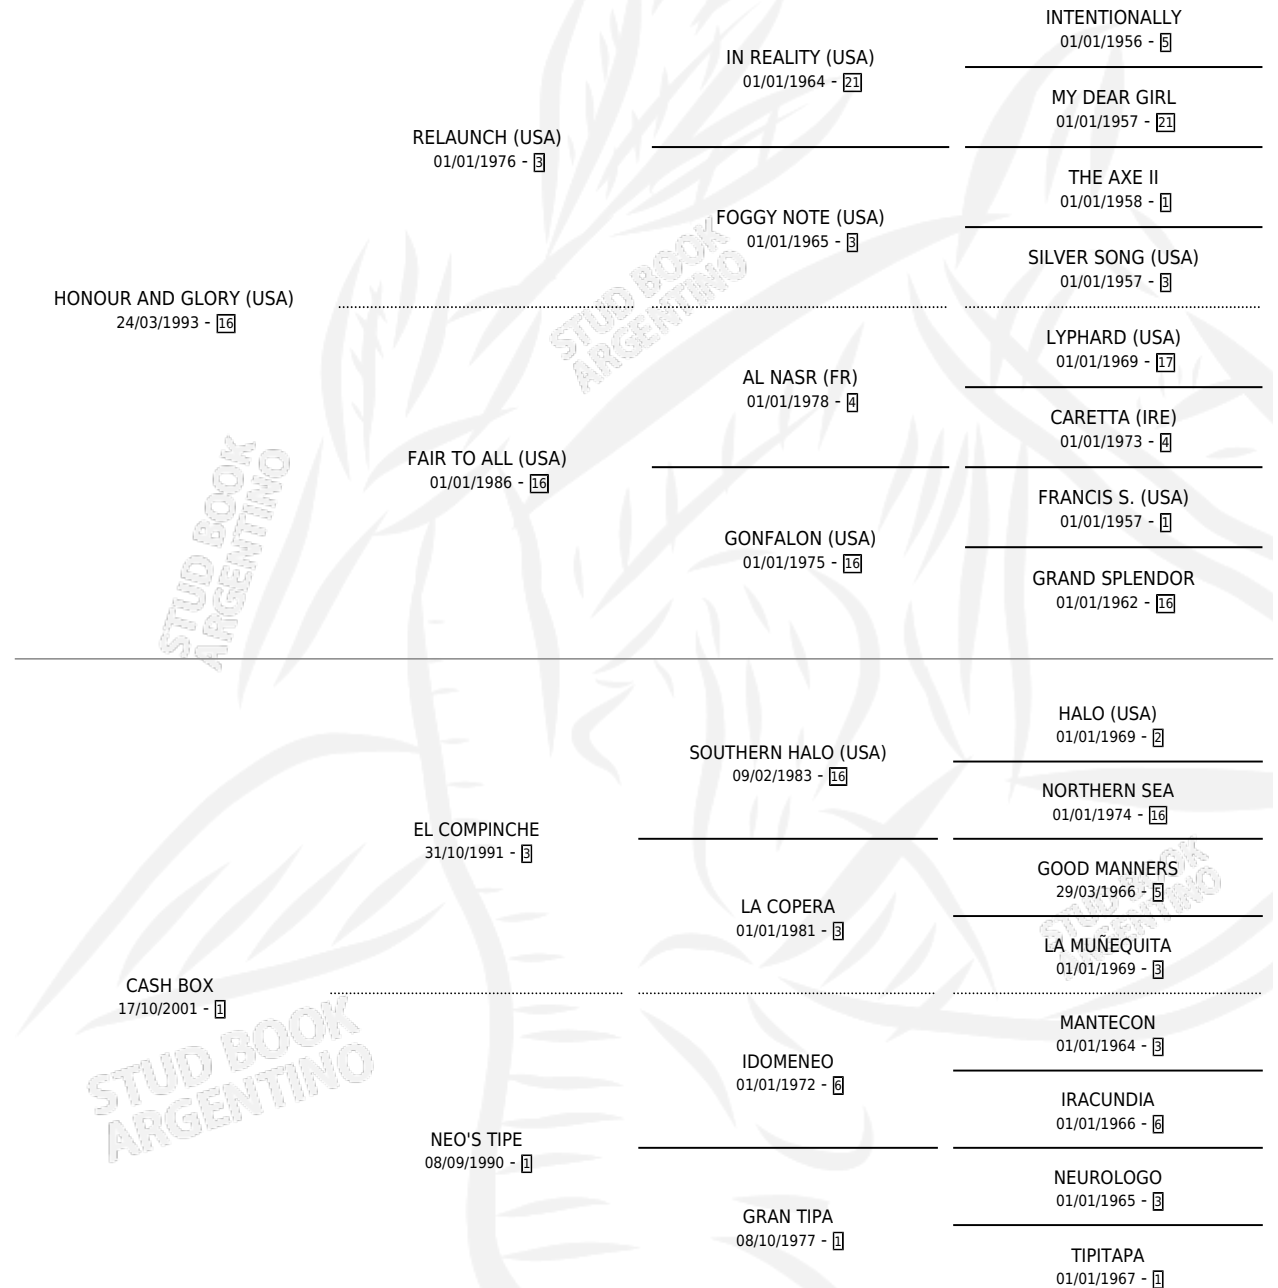 INTENTIONALLY
01/01/1956 - 5
IN REALITY (USA)
01/01/1964 - 21
MY DEAR GIRL
01/01/1957 - 21
RELAUNCH (USA)
01/01/1976 - 3
THE AXE II
01/01/1958 - 1
FOGGY NOTE (USA)
01/01/1965 - 3
SILVER SONG (USA)
01/01/1957 - 3
HONOUR AND GLORY (USA)
24/03/1993 - 16
LYPHARD (USA)
01/01/1969 - 17
AL NASR (FR)
01/01/1978 - 4
CARETTA (IRE)
01/01/1973 - 4
FAIR TO ALL (USA)
01/01/1986 - 16
FRANCIS S. (USA)
01/01/1957 - 1
GONFALON (USA)
01/01/1975 - 16
GRAND SPLENDOR
01/01/1962 - 16
HALO (USA)
01/01/1969 - 2
SOUTHERN HALO (USA)
09/02/1983 - 16
NORTHERN SEA
01/01/1974 - 16
EL COMPINCHE
31/10/1991 - 3
GOOD MANNERS
29/03/1966 - 5
LA COPERA
01/01/1981 - 3
LA MUÑEQUITA
01/01/1969 - 3
CASH BOX
17/10/2001 - 1
MANTECON
01/01/1964 - 3
IDOMENEO
01/01/1972 - 6
IRACUNDIA
01/01/1966 - 6
NEO'S TIPE
08/09/1990 - 1
NEUROLOGO
01/01/1965 - 3
GRAN TIPA
08/10/1977 - 1
TIPITAPA
01/01/1967 - 1
STUD BOOK
ARGENTINO
STUD BOOK
ARGENTINO
STUD BOOK
ARGENTINO
STUD BOOK
ARGENTINO